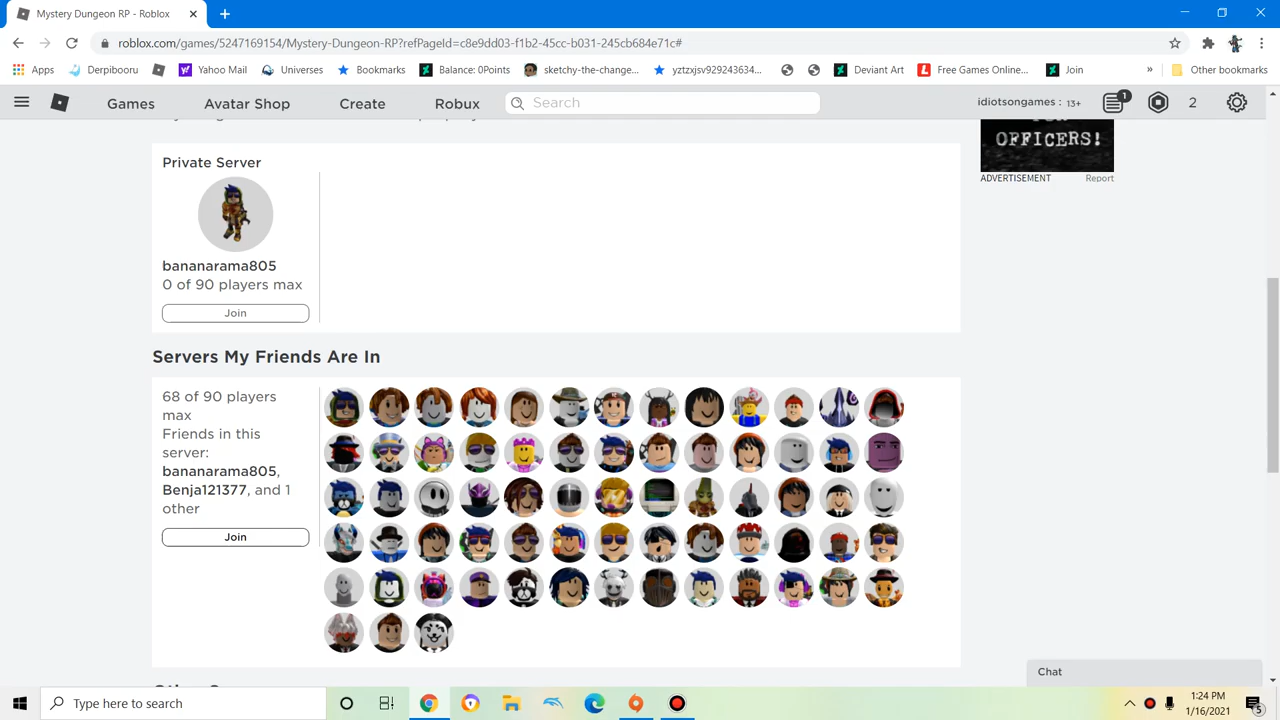 Mystery Dungeon RP - Roblox
roblox.com/games/5247169154/Mystery-Dungeon-RP?refPageId=c8e9dd03-f1b2-45cc-b031-245cb684e71c#
Apps Derpibooru Yahoo Mail Universes Bookmarks Balance: 0Points sketchy-the-change... yztzxjsv929243634... Deviant Art Free Games Online... Join » Other bookmarks
Games Avatar Shop Create Robux Search idiotsongames : 13+ 1 2
OFFICERS!
ADVERTISEMENT Report
Private Server
bananarama805
0 of 90 players max
Join
Servers My Friends Are In
68 of 90 players
max
Friends in this
server:
bananarama805,
Benja121377, and 1
other
Join
Chat
Type here to search
1:24 PM
1/16/2021
5